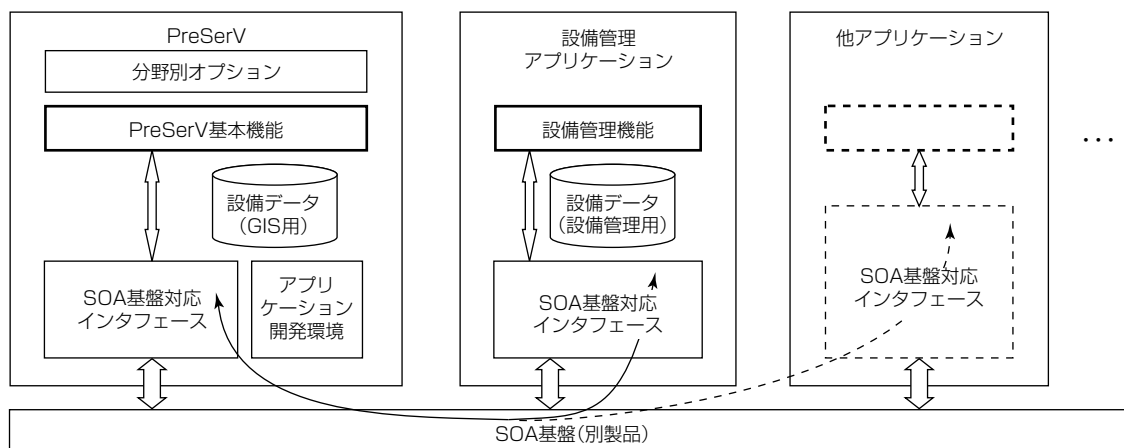 PreSerV
分野別オプション
PreSerV基本機能
設備データ
(GIS用)
SOA基盤対応
インタフェース
アプリ
ケーション
開発環境
設備管理
アプリケーション
設備管理機能
設備データ
(設備管理用)
SOA基盤対応
インタフェース
他アプリケーション
SOA基盤対応
インタフェース
…
SOA基盤(別製品)